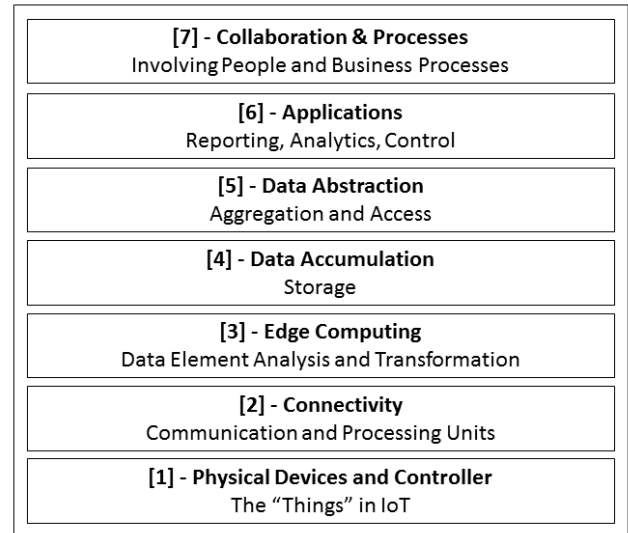 [7] - Collaboration & Processes
Involving People and Business Processes
[6] - Applications
Reporting, Analytics, Control
[5] - Data Abstraction
Aggregation and Access
[4] - Data Accumulation
Storage
[3] - Edge Computing
Data Element Analysis and Transformation
[2] - Connectivity
Communication and Processing Units
[1] - Physical Devices and Controller
The “Things” in IoT